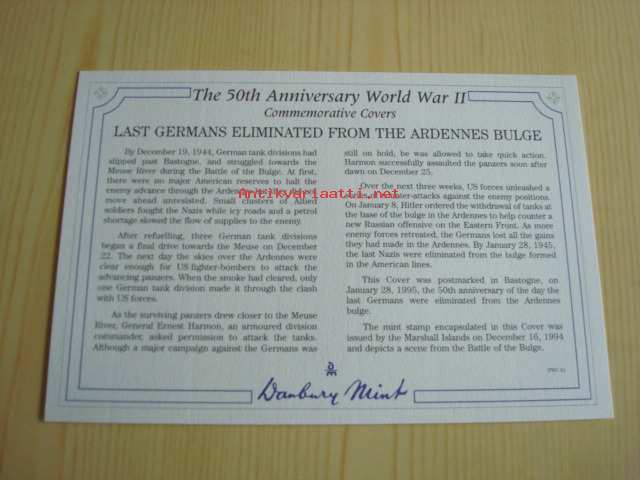 The 50th Anniversary World War II
Commemorative Covers
LAST GERMANS ELIMINATED FROM THE ARDENNES BULGE
By December 19, 1944, German tank divisions had
slipped past Bastogne, and struggled towards the
Meuse River during the Battle of the Bulge. At first,
there were no major American reserves to halt the
enemy advance through the Ardennes,
move ahead unresisted. Small clusters of Allied
soldiers fought the Nazis while icy roads and a petrol
shortage slowed the flow of supplies to the enemy.
After refuelling, three German tank divisions
began a final drive towards the Meuse on December
22. The next day the skies over the Ardennes were
clear enough for US fighter-bombers to attack the
advancing panzers. When the smoke had cleared, only
one German tank division made it through the clash
with US forces.
As the surviving panzers drew closer to the Meuse
River, General Ernest Harmon, an armoured division
commander, asked permission to attack the tanks.
Although a major campaign against the Germans was
still on hold, he was allowed to take quick action.
Harmon successfully assaulted the panzers soon after
dawn on December 25.
Over the next three weeks, US forces unleashed a
series of counter-attacks against the enemy positions.
On January 8, Hitler ordered the withdrawal of tanks at
the base of the bulge in the Ardennes to help counter a
new Russian offensive on the Eastern Front. As more
enemy forces retreated, the Germans lost all the gains
they had made in the Ardennes. By January 28, 1945,
the last Nazis were eliminated from the bulge formed
in the American lines.
This Cover was postmarked in Bastogne, on
January 28, 1995, the 50th anniversary of the day the
last Germans were eliminated from the Ardennes
bulge.
The mint stamp encapsulated in this Cover was
issued by the Marshall Islands on December 16, 1994
and depicts a scene from the Battle of the Bulge.
Danbury Mint
Antikvariaatti.net